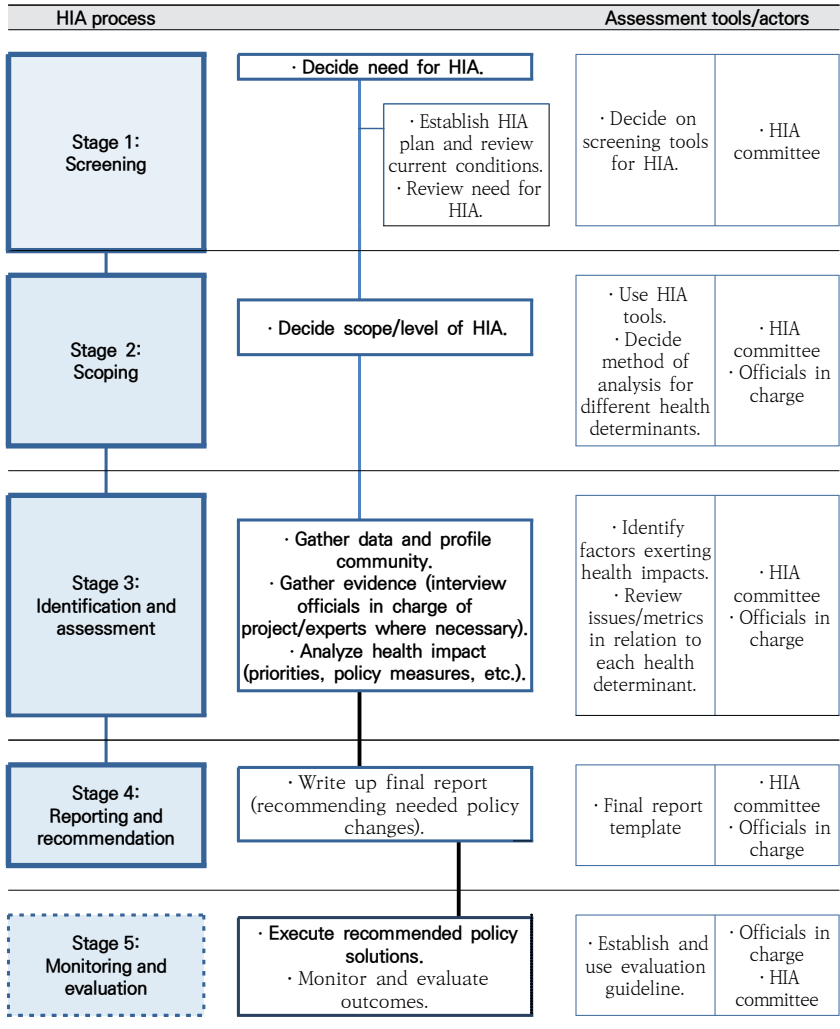 HIA process
Assessment tools/actors
Stage 1:
Screening
· Decide need for HIA.
· Establish HIA
plan and review
current conditions.
· Review need for
HIA.
· Decide on
screening tools
for HIA.
· HIA
committee
Stage 2:
Scoping
· Decide scope/level of HIA.
· Use HIA
tools.
· Decide
method of
analysis for
different health
determinants.
· HIA
committee
· Officials in
charge
Stage 3:
Identification and
assessment
· Gather data and profile
community.
· Gather evidence (interview
officials in charge of
project/experts where necessary).
· Analyze health impact
(priorities, policy measures, etc.).
· Identify
factors exerting
health impacts.
· Review
issues/metrics
in relation to
each health
determinant.
· HIA
committee
· Officials in
charge
Stage 4:
Reporting and
recommendation
· Write up final report
(recommending needed policy
changes).
· Final report
template
· HIA
committee
· Officials in
charge
Stage 5:
Monitoring and
evaluation
· Execute recommended policy
solutions.
· Monitor and evaluate
outcomes.
· Establish and
use evaluation
guideline.
· Officials in
charge
· HIA
committee